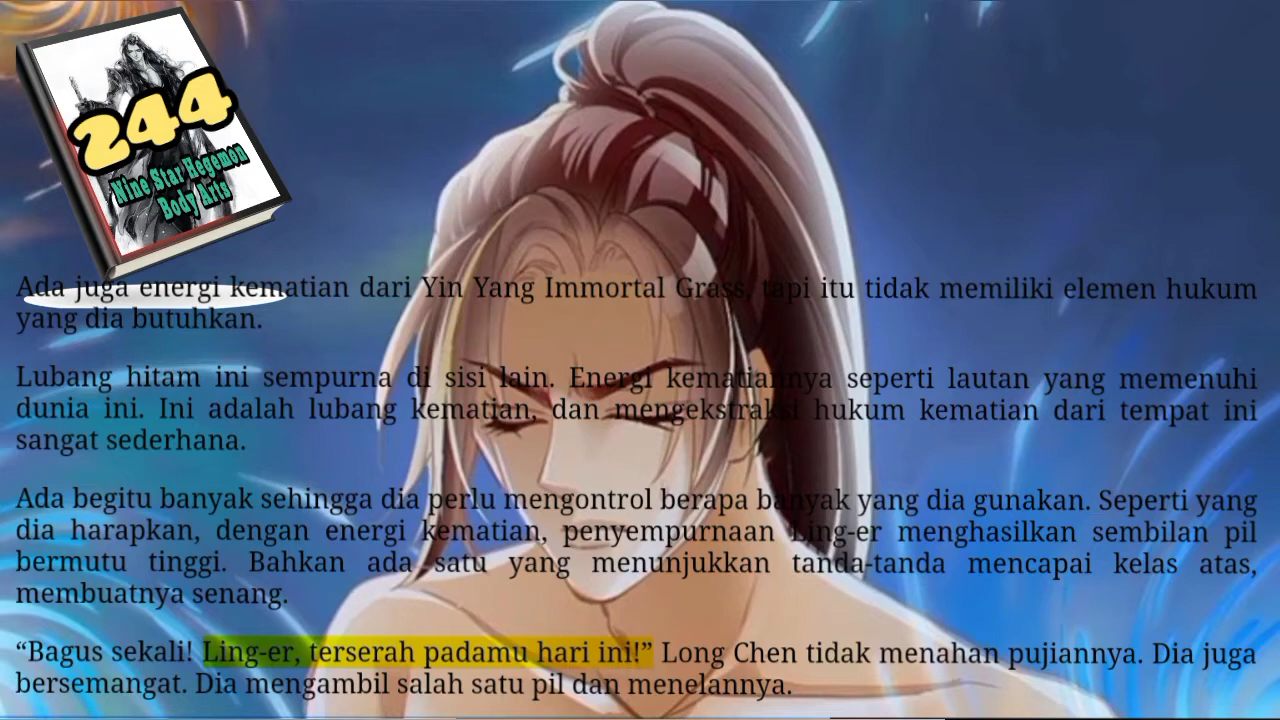 244
Nine Star Hegemon
Body Arts
Ada juga energi kematian dari Yin Yang Immortal Grass, tapi itu tidak memiliki elemen hukum
yang dia butuhkan.
Lubang hitam ini sempurna di sisi lain. Energi kematiannya seperti lautan yang memenuhi
dunia ini. Ini adalah lubang kematian, dan mengekstraksi hukum kematian dari tempat ini
sangat sederhana.
Ada begitu banyak sehingga dia perlu mengontrol berapa banyak yang dia gunakan. Seperti yang
dia harapkan, dengan energi kematian, penyempurnaan Ling-er menghasilkan sembilan pil
bermutu tinggi. Bahkan ada satu yang menunjukkan tanda-tanda mencapai kelas atas,
membuatnya senang.
“Bagus sekali! Ling-er, terserah padamu hari ini!” Long Chen tidak menahan pujiannya. Dia juga
bersemangat. Dia mengambil salah satu pil dan menelannya.